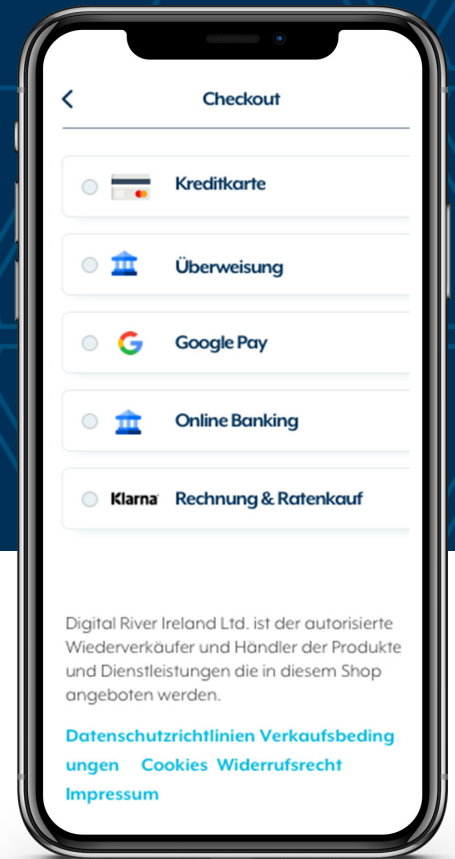 Checkout
Kreditkarte
Überweisung
Google Pay
Online Banking
Klarna Rechnung & Ratenkauf
Digital River Ireland Ltd. ist der autorisierte
Wiederverkäufer und Händler der Produkte
und Dienstleistungen die in diesem Shop
angeboten werden.
Datenschutzrichtlinien Verkaufsbeding
ungen Cookies Widerrufsrecht
Impressum